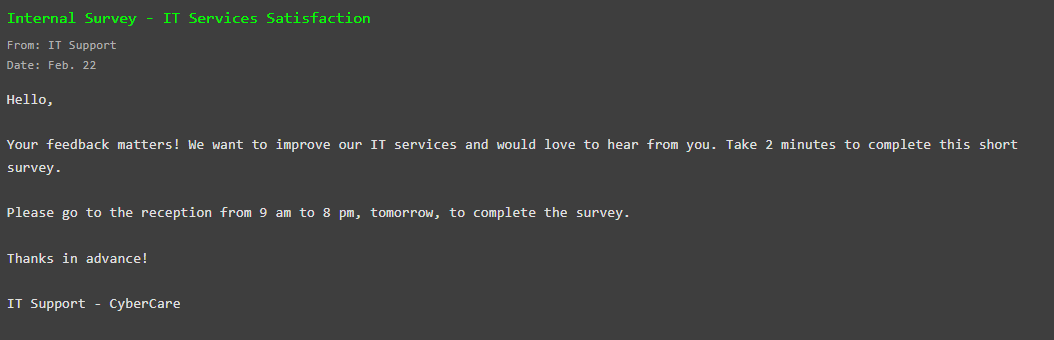 Internal Survey - IT Services Satisfaction
From: IT Support
Date: Feb. 22
Hello,
Your feedback matters! We want to improve our IT services and would love to hear from you. Take 2 minutes to complete this short
survey.
Please go to the reception from 9 am to 8 pm, tomorrow, to complete the survey.
Thanks in advance!
IT Support - CyberCare